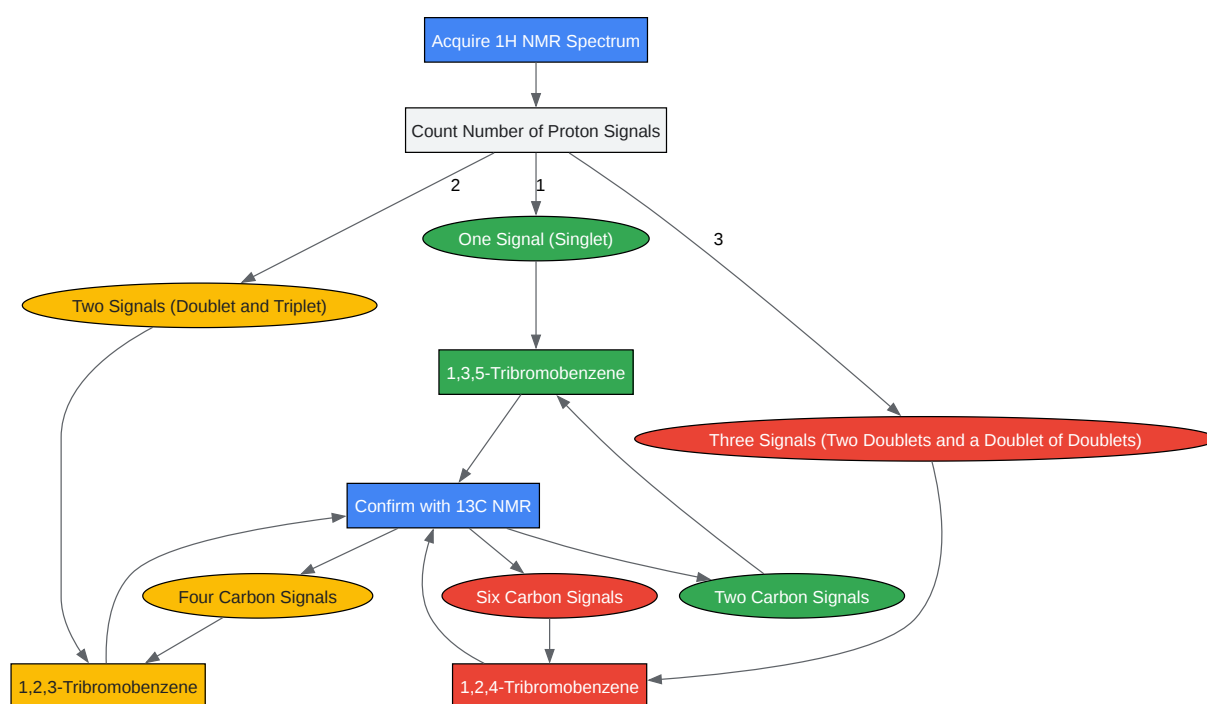 Acquire 1H NMR Spectrum
Count Number of Proton Signals
2
1
3
One Signal (Singlet)
Two Signals (Doublet and Triplet)
1,3,5-Tribromobenzene
Three Signals (Two Doublets and a Doublet of Doublets)
Confirm with 13C NMR
Four Carbon Signals
Six Carbon Signals
Two Carbon Signals
1,2,3-Tribromobenzene
1,2,4-Tribromobenzene